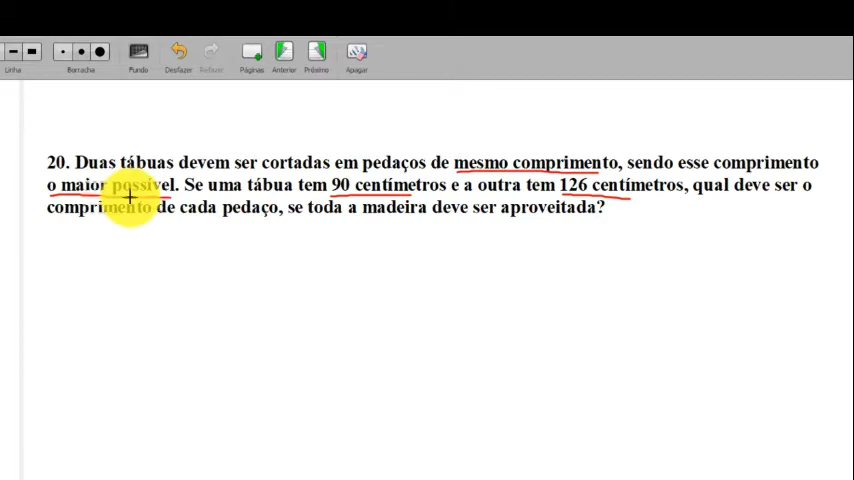 Linha
Borracha
Fundo
Desfazer
Refazer
Páginas
Anterior
Próximo
Apagar
20. Duas tábuas devem ser cortadas em pedaços de mesmo comprimento, sendo esse comprimento
o maior possível. Se uma tábua tem 90 centímetros e a outra tem 126 centímetros, qual deve ser o
comprimento de cada pedaço, se toda a madeira deve ser aproveitada?